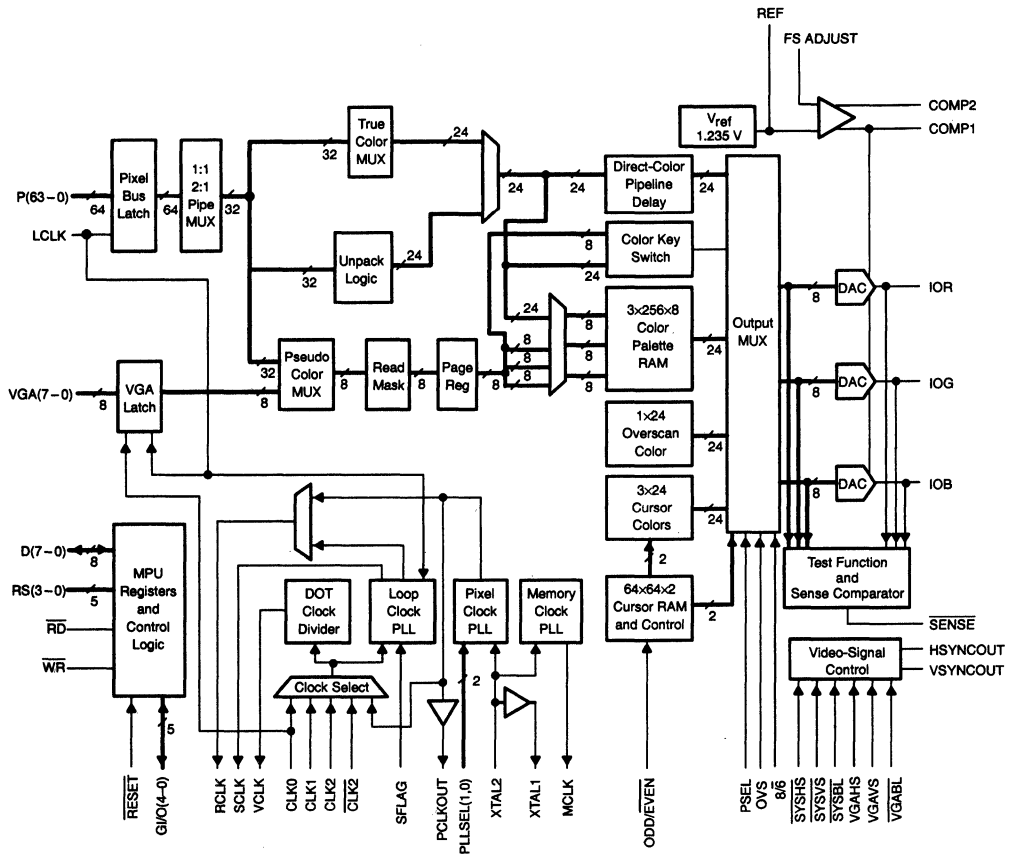 REF
FS ADJUST
COMP2
COMP1
Vref
1.235 V
True
Color
MUX
32
24
Pixel
Bus
Latch
1:1
2:1
Pipe
MUX
P(63–0)
64
64
32
LCLK
24
24
Direct-Color
Pipeline
Delay
24
Unpack
Logic
32
24
8
24
Color Key
Switch
Output
MUX
8
DAC
IOR
24
8
8
8
8
8
8
3×256×8
Color
Palette
RAM
24
VGA(7–0)
8
VGA
Latch
32
8
Pseudo
Color
MUX
8
Read
Mask
8
Page
Reg
8
8
DAC
IOG
1×24
Overscan
Color
24
8
DAC
IOB
3×24
Cursor
Colors
24
2
D(7–0)
8
RS(3–0)
5
RD
WR
MPU
Registers
and
Control
Logic
5
DOT
Clock
Divider
Loop
Clock
PLL
Pixel
Clock
PLL
Memory
Clock
PLL
64×64×2
Cursor RAM
and Control
2
Test Function
and
Sense Comparator
SENSE
Video-Signal
Control
HSYNCOUT
VSYNCOUT
Clock Select
2
RESET
GI/O(4–0)
RCLK
SCLK
VCLK
CLK0
CLK1
CLK2
CLK2
SFLAG
PCLKOUT
PLLSEL(1,0)
XTAL2
XTAL1
MCLK
ODD/EVEN
PSEL
OVS
8/6
SYSHS
SYSVS
SYSBL
VGAHS
VGAVS
VGABL